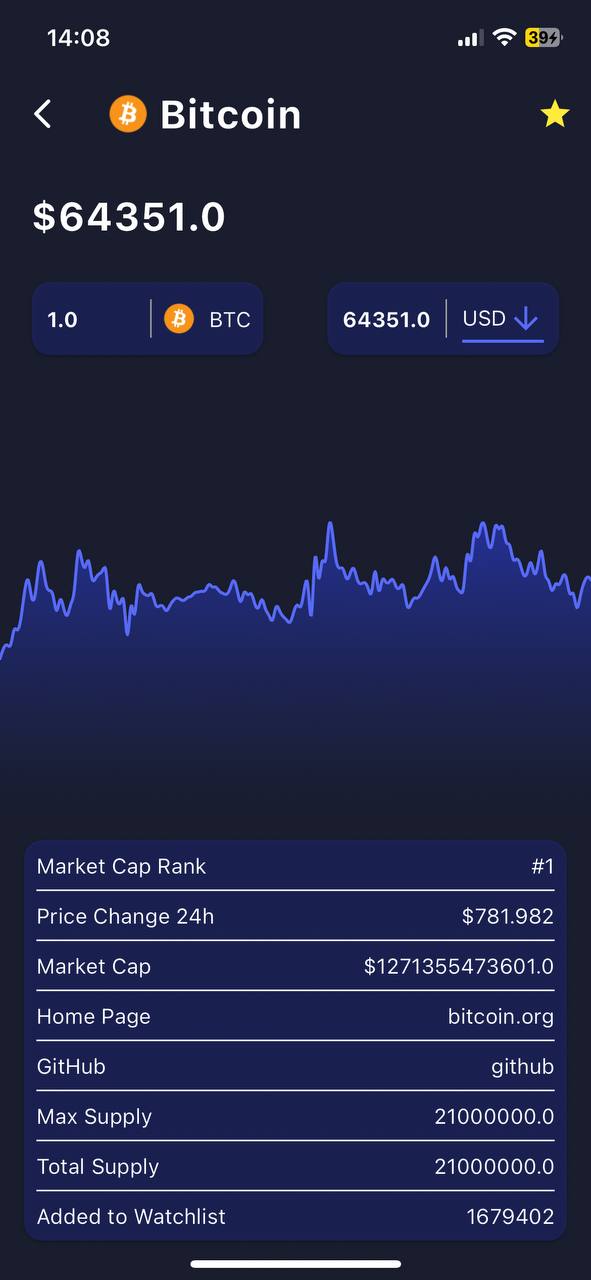 14:08
39
Bitcoin
$64351.0
1.0 BTC 64351.0 USD
Market Cap Rank #1
Price Change 24h $781.982
Market Cap $1271355473601.0
Home Page bitcoin.org
GitHub github
Max Supply 21000000.0
Total Supply 21000000.0
Added to Watchlist 1679402